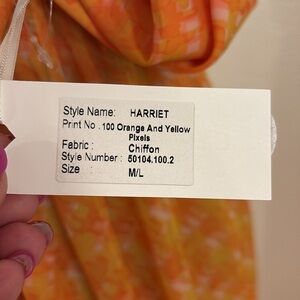 Style Name: HARRIET
Print No : 100 Orange And Yellow
Pixels
Fabric : Chiffon
Style Number : 50104.100.2
Size M/L